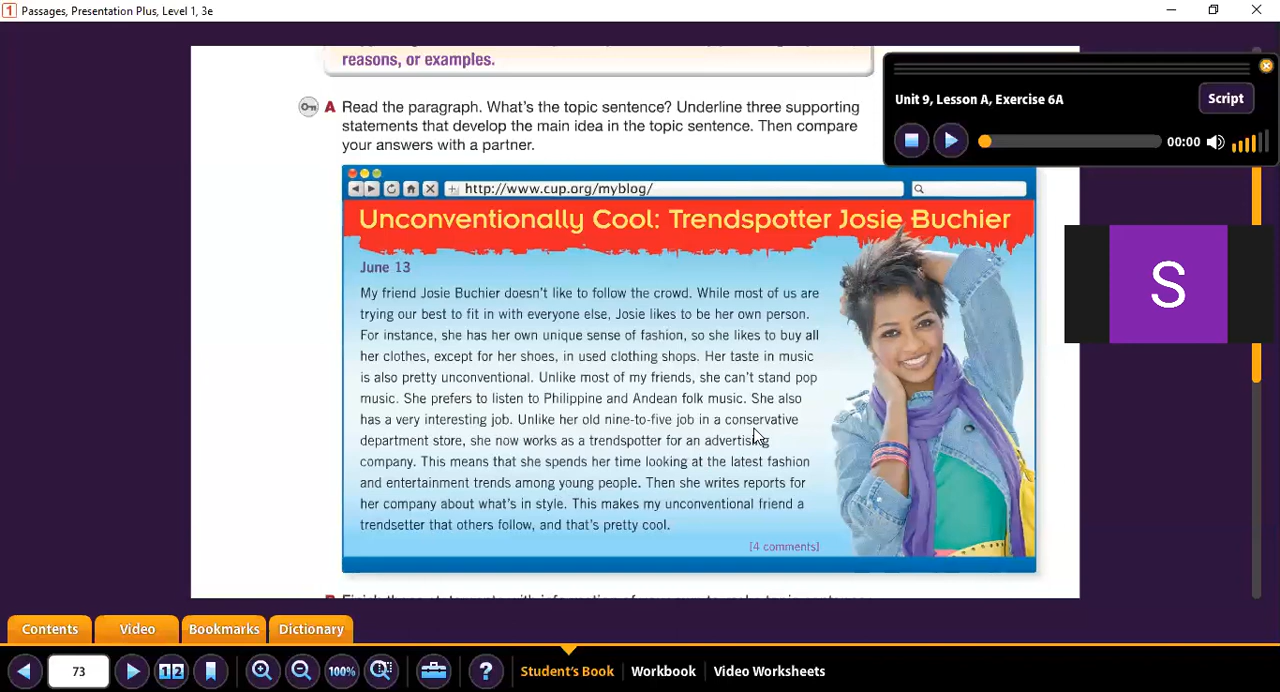 Passages, Presentation Plus, Level 1, 3e
reasons, or examples.
A Read the paragraph. What's the topic sentence? Underline three supporting
statements that develop the main idea in the topic sentence. Then compare
your answers with a partner.
http://www.cup.org/myblog/
Unconventionally Cool: Trendspotter Josie Buchier
June 13
My friend Josie Buchier doesn't like to follow the crowd. While most of us are
trying our best to fit in with everyone else, Josie likes to be her own person.
For instance, she has her own unique sense of fashion, so she likes to buy all
her clothes, except for her shoes, in used clothing shops. Her taste in music
is also pretty unconventional. Unlike most of my friends, she can't stand pop
music. She prefers to listen to Philippine and Andean folk music. She also
has a very interesting job. Unlike her old nine-to-five job in a conservative
department store, she now works as a trendspotter for an advertising
company. This means that she spends her time looking at the latest fashion
and entertainment trends among young people. Then she writes reports for
her company about what's in style. This makes my unconventional friend a
trendsetter that others follow, and that's pretty cool.
[4 comments]
Unit 9, Lesson A, Exercise 6A
Script
00:00
S
Contents
Video
Bookmarks
Dictionary
73
1 2
100%
?
Student's Book
Workbook
Video Worksheets